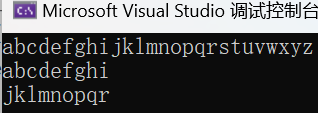 Microsoft Visual Studio 调试控制台
abcdefghijklmnopqrstuvwxyz
abcdefghi
jklmnopqr